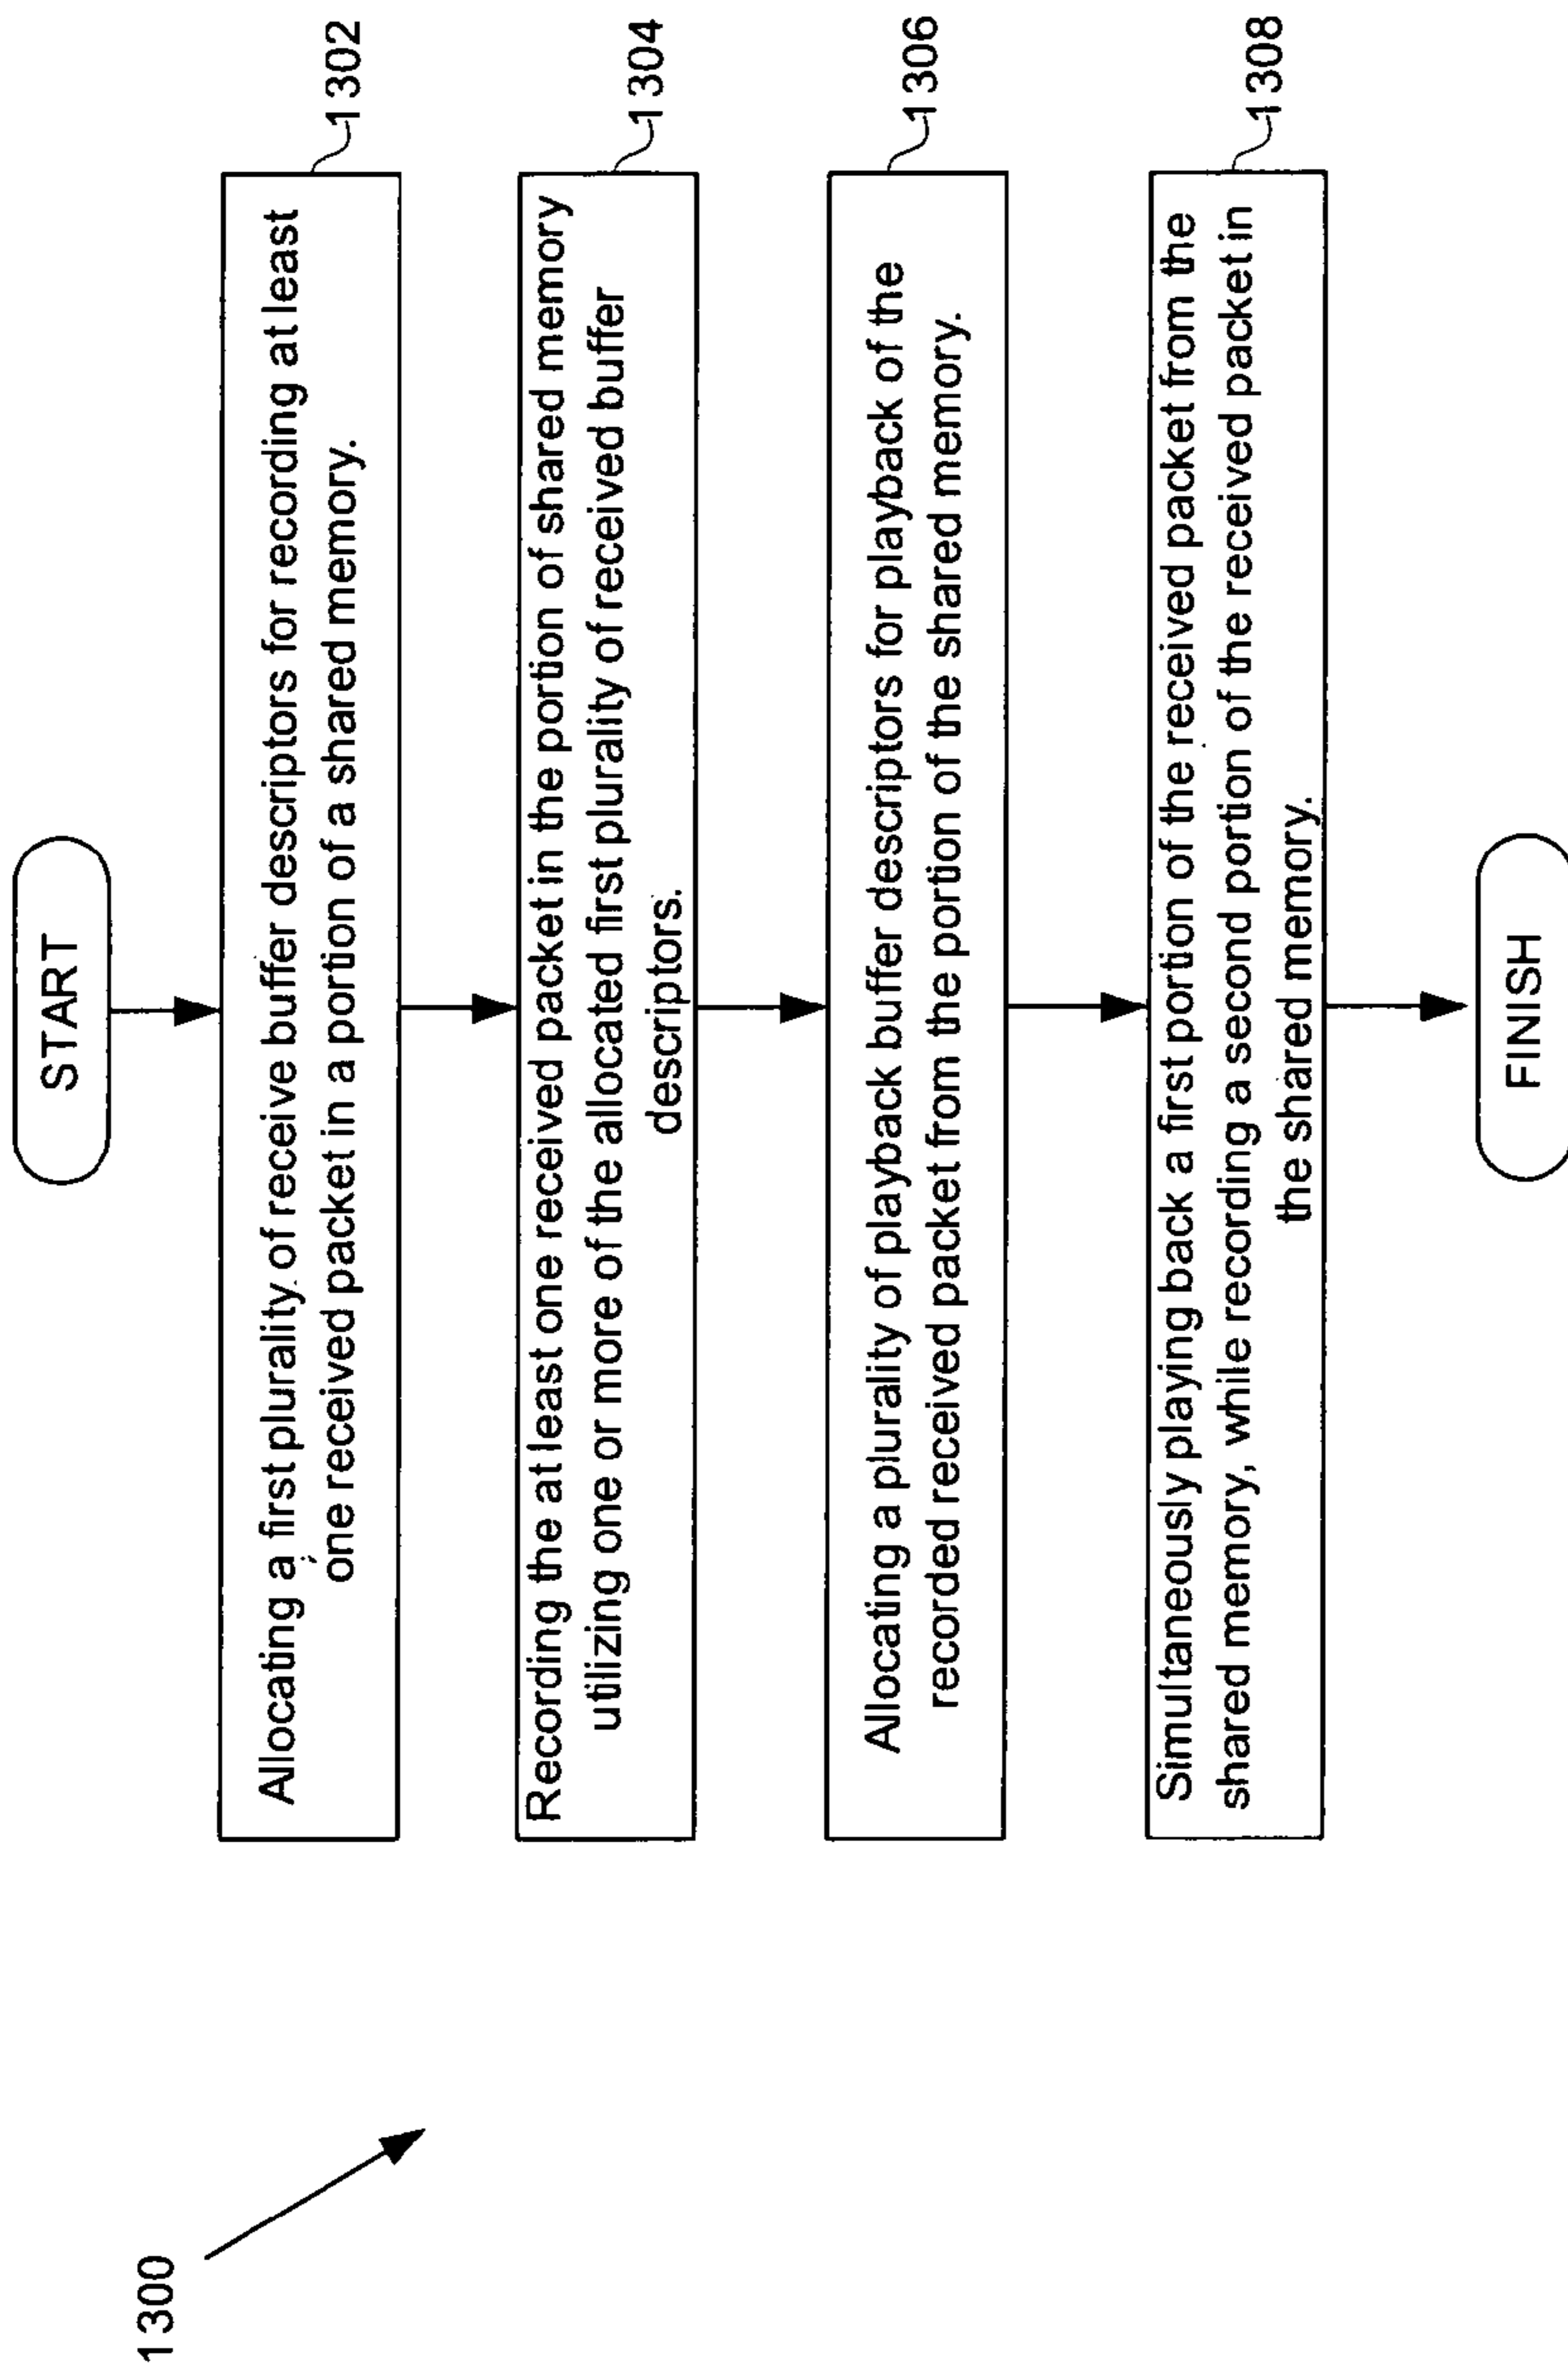 1300
START
Allocating a first plurality of receive buffer descriptors for recording at least
one received packet in a portion of a shared memory.
1302
Recording the at least one received packet in the portion of shared memory
utilizing one or more of the allocated first plurality of received buffer
descriptors.
1304
Allocating a plurality of playback buffer descriptors for playback of the
recorded received packet from the portion of the shared memory.
1306
Simultaneously playing back a first portion of the received packet from the
shared memory, while recording a second portion of the received packet in
the shared memory.
1308
FINISH